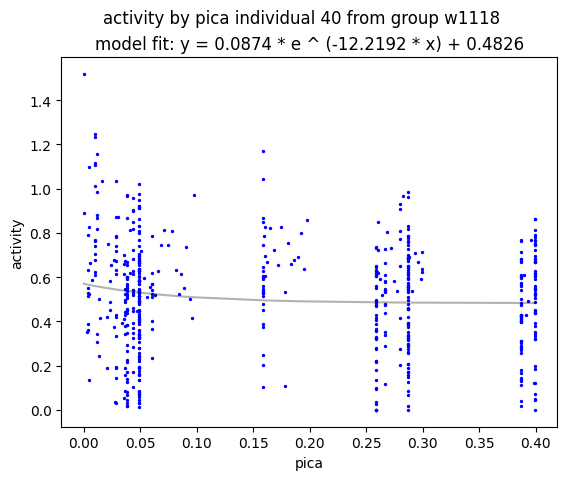 activity by pica individual 40 from group w1118
model fit: y = 0.0874 * e ^ (-12.2192 * x) + 0.4826
activity
1.4
1.2
1.0
0.8
0.6
0.4
0.2
0.0
0.00 0.05 0.10 0.15 0.20 0.25 0.30 0.35 0.40
pica